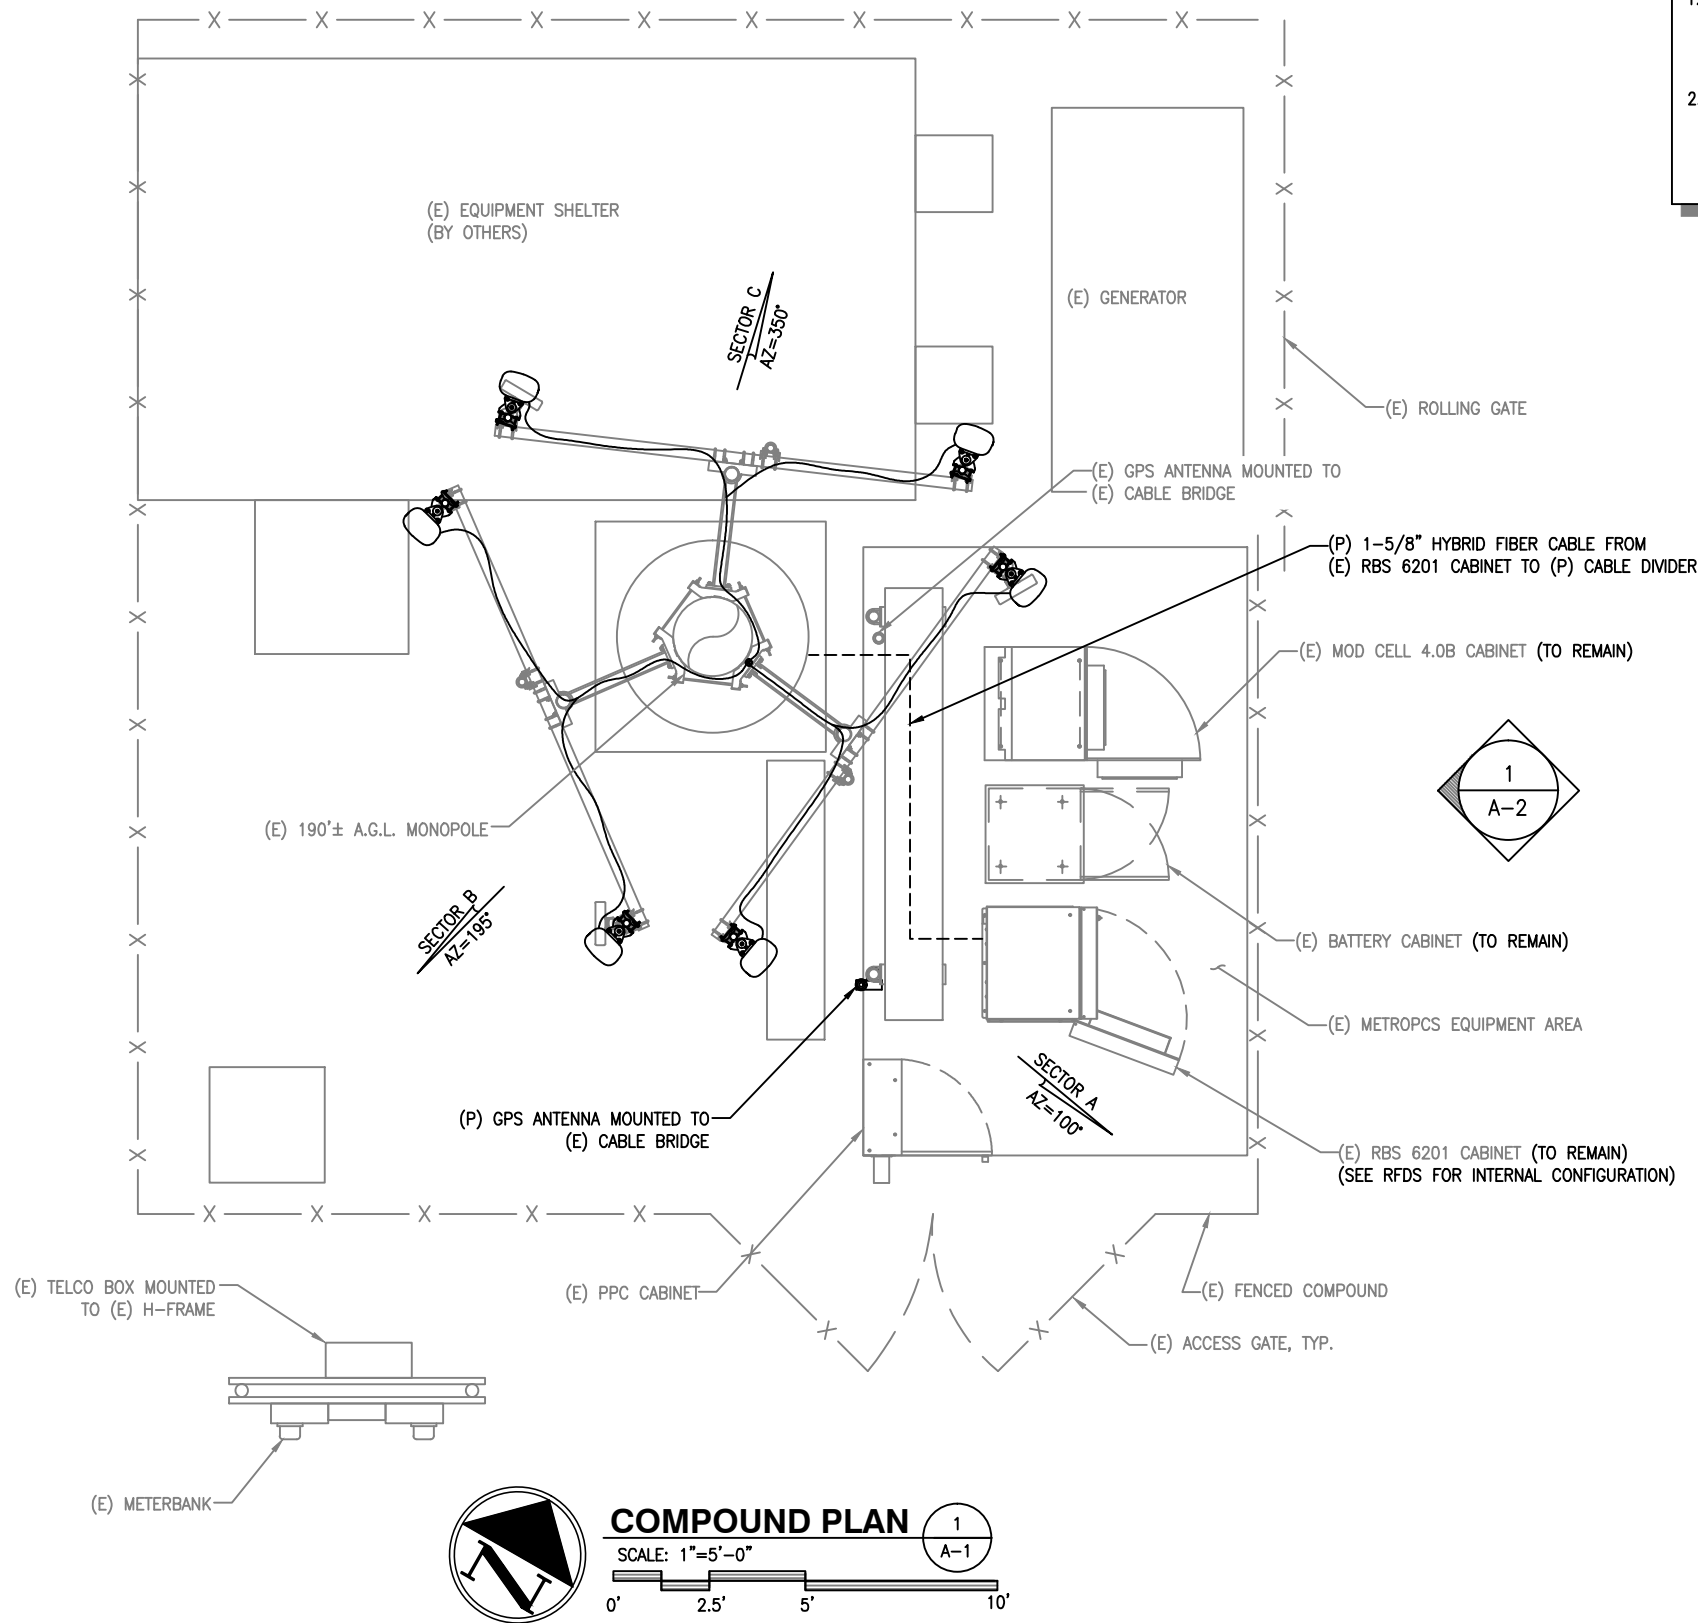 (E) EQUIPMENT SHELTER
(BY OTHERS)
SECTOR C
AZ=350°
(E) GENERATOR
(E) ROLLING GATE
(E) GPS ANTENNA MOUNTED TO
(E) CABLE BRIDGE
(P) 1-5/8" HYBRID FIBER CABLE FROM
(E) RBS 6201 CABINET TO (P) CABLE DIVIDER
(E) MOD CELL 4.0B CABINET (TO REMAIN)
1
A-2
(E) 190'± A.G.L. MONOPOLE
SECTOR B
AZ=195°
(E) BATTERY CABINET (TO REMAIN)
(E) METROPCS EQUIPMENT AREA
SECTOR A
AZ=100°
(P) GPS ANTENNA MOUNTED TO
(E) CABLE BRIDGE
(E) RBS 6201 CABINET (TO REMAIN)
(SEE RFDS FOR INTERNAL CONFIGURATION)
(E) TELCO BOX MOUNTED
TO (E) H-FRAME
(E) PPC CABINET
(E) FENCED COMPOUND
(E) ACCESS GATE, TYP.
(E) METERBANK
N
COMPOUND PLAN
1
A-1
SCALE: 1"=5'-0"
0' 2.5' 5' 10'